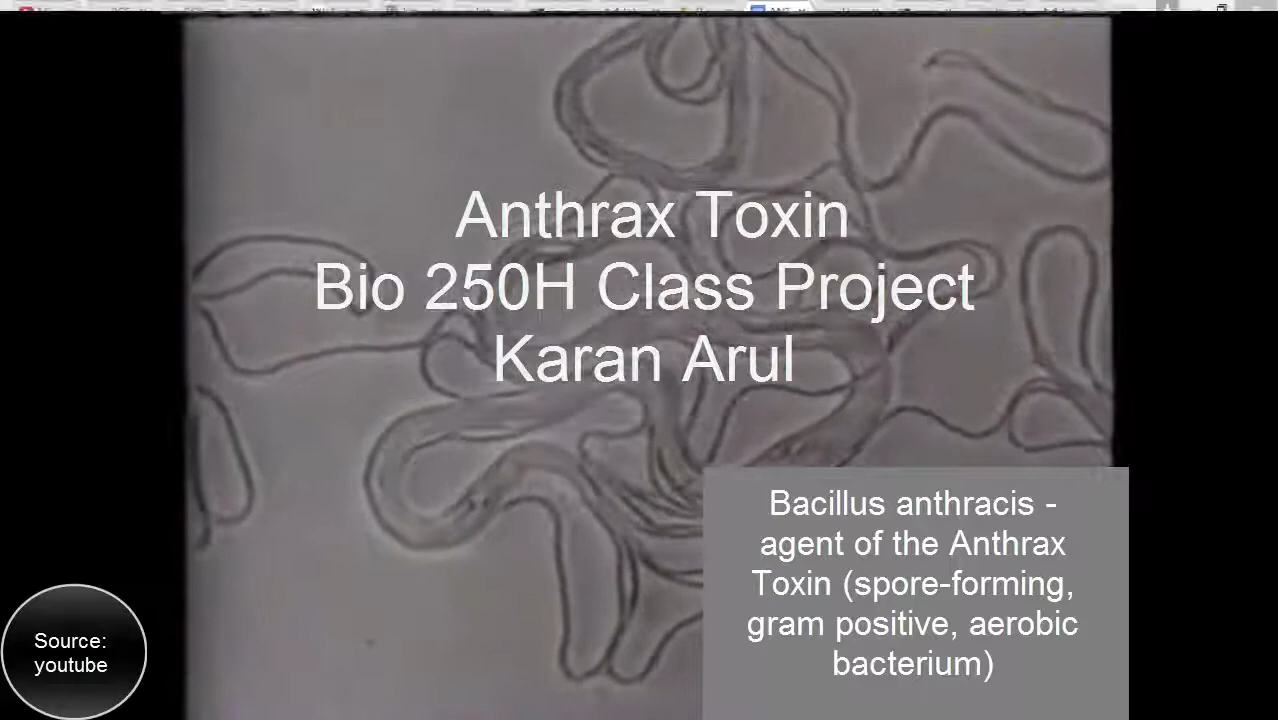 Anthrax Toxin
Bio 250H Class Project
Karan Arul
Bacillus anthracis -
agent of the Anthrax
Toxin (spore-forming,
gram positive, aerobic
bacterium)
Source:
youtube